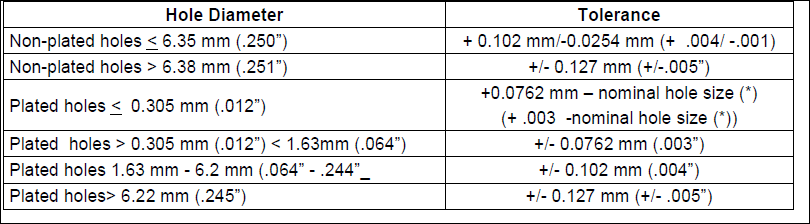 Hole Diameter Tolerance
Non-plated holes ≤ 6.35 mm (.250”) + 0.102 mm/-0.0254 mm (+ .004/ -.001)
Non-plated holes > 6.38 mm (.251”) +/- 0.127 mm (+/-.005”)
Plated holes ≤ 0.305 mm (.012”) +0.0762 mm – nominal hole size (*)
(+ .003 -nominal hole size (*))
Plated holes > 0.305 mm (.012”) < 1.63mm (.064”) +/- 0.0762 mm (.003”)
Plated holes 1.63 mm - 6.2 mm (.064” - .244”_ +/- 0.102 mm (.004”)
Plated holes> 6.22 mm (.245”) +/- 0.127 mm (+/- .005”)